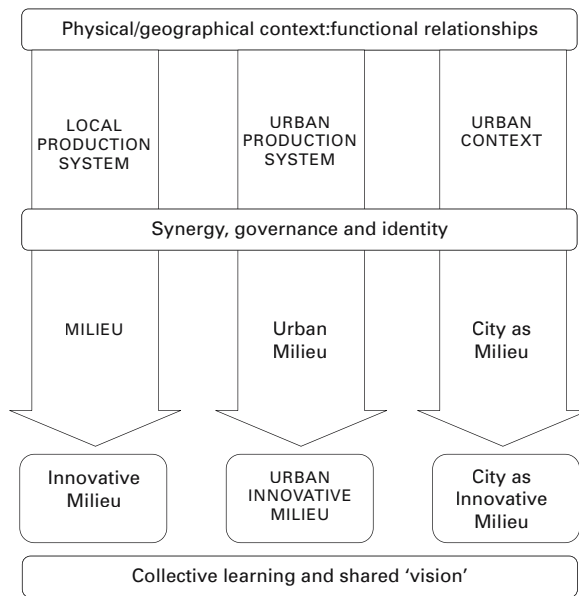 Physical/geographical context:functional relationships
LOCAL
PRODUCTION
SYSTEM
URBAN
PRODUCTION
SYSTEM
URBAN
CONTEXT
Synergy, governance and identity
MILIEU
Urban
Milieu
City as
Milieu
Innovative
Milieu
URBAN
INNOVATIVE
MILIEU
City as
Innovative
Milieu
Collective learning and shared ‘vision’